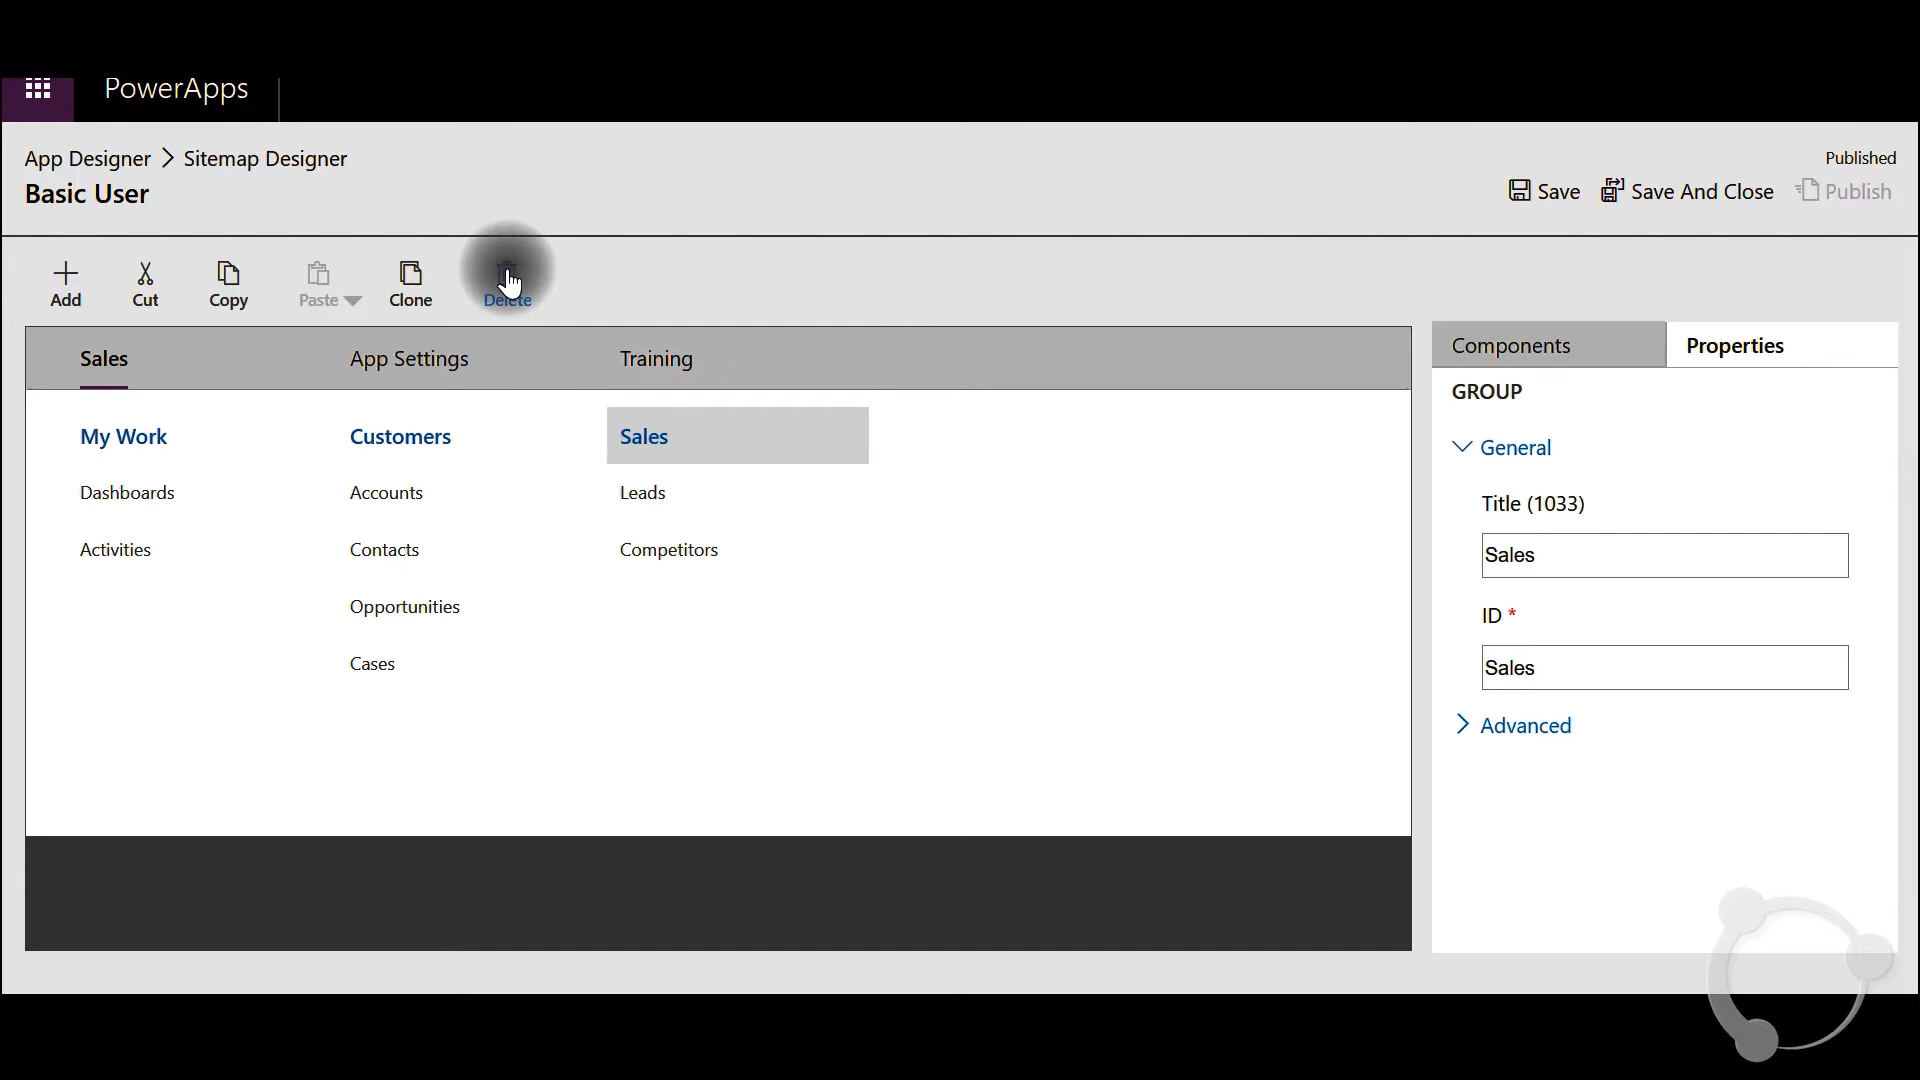 PowerApps
App Designer > Sitemap Designer
Published
Basic User
Save
Save And Close
Publish
Add
Cut
Copy
Paste
Clone
Delete
Sales
App Settings
Training
My Work
Customers
Sales
Dashboards
Accounts
Leads
Activities
Contacts
Competitors
Opportunities
Cases
Components
Properties
GROUP
General
Title (1033)
Sales
ID *
Sales
Advanced